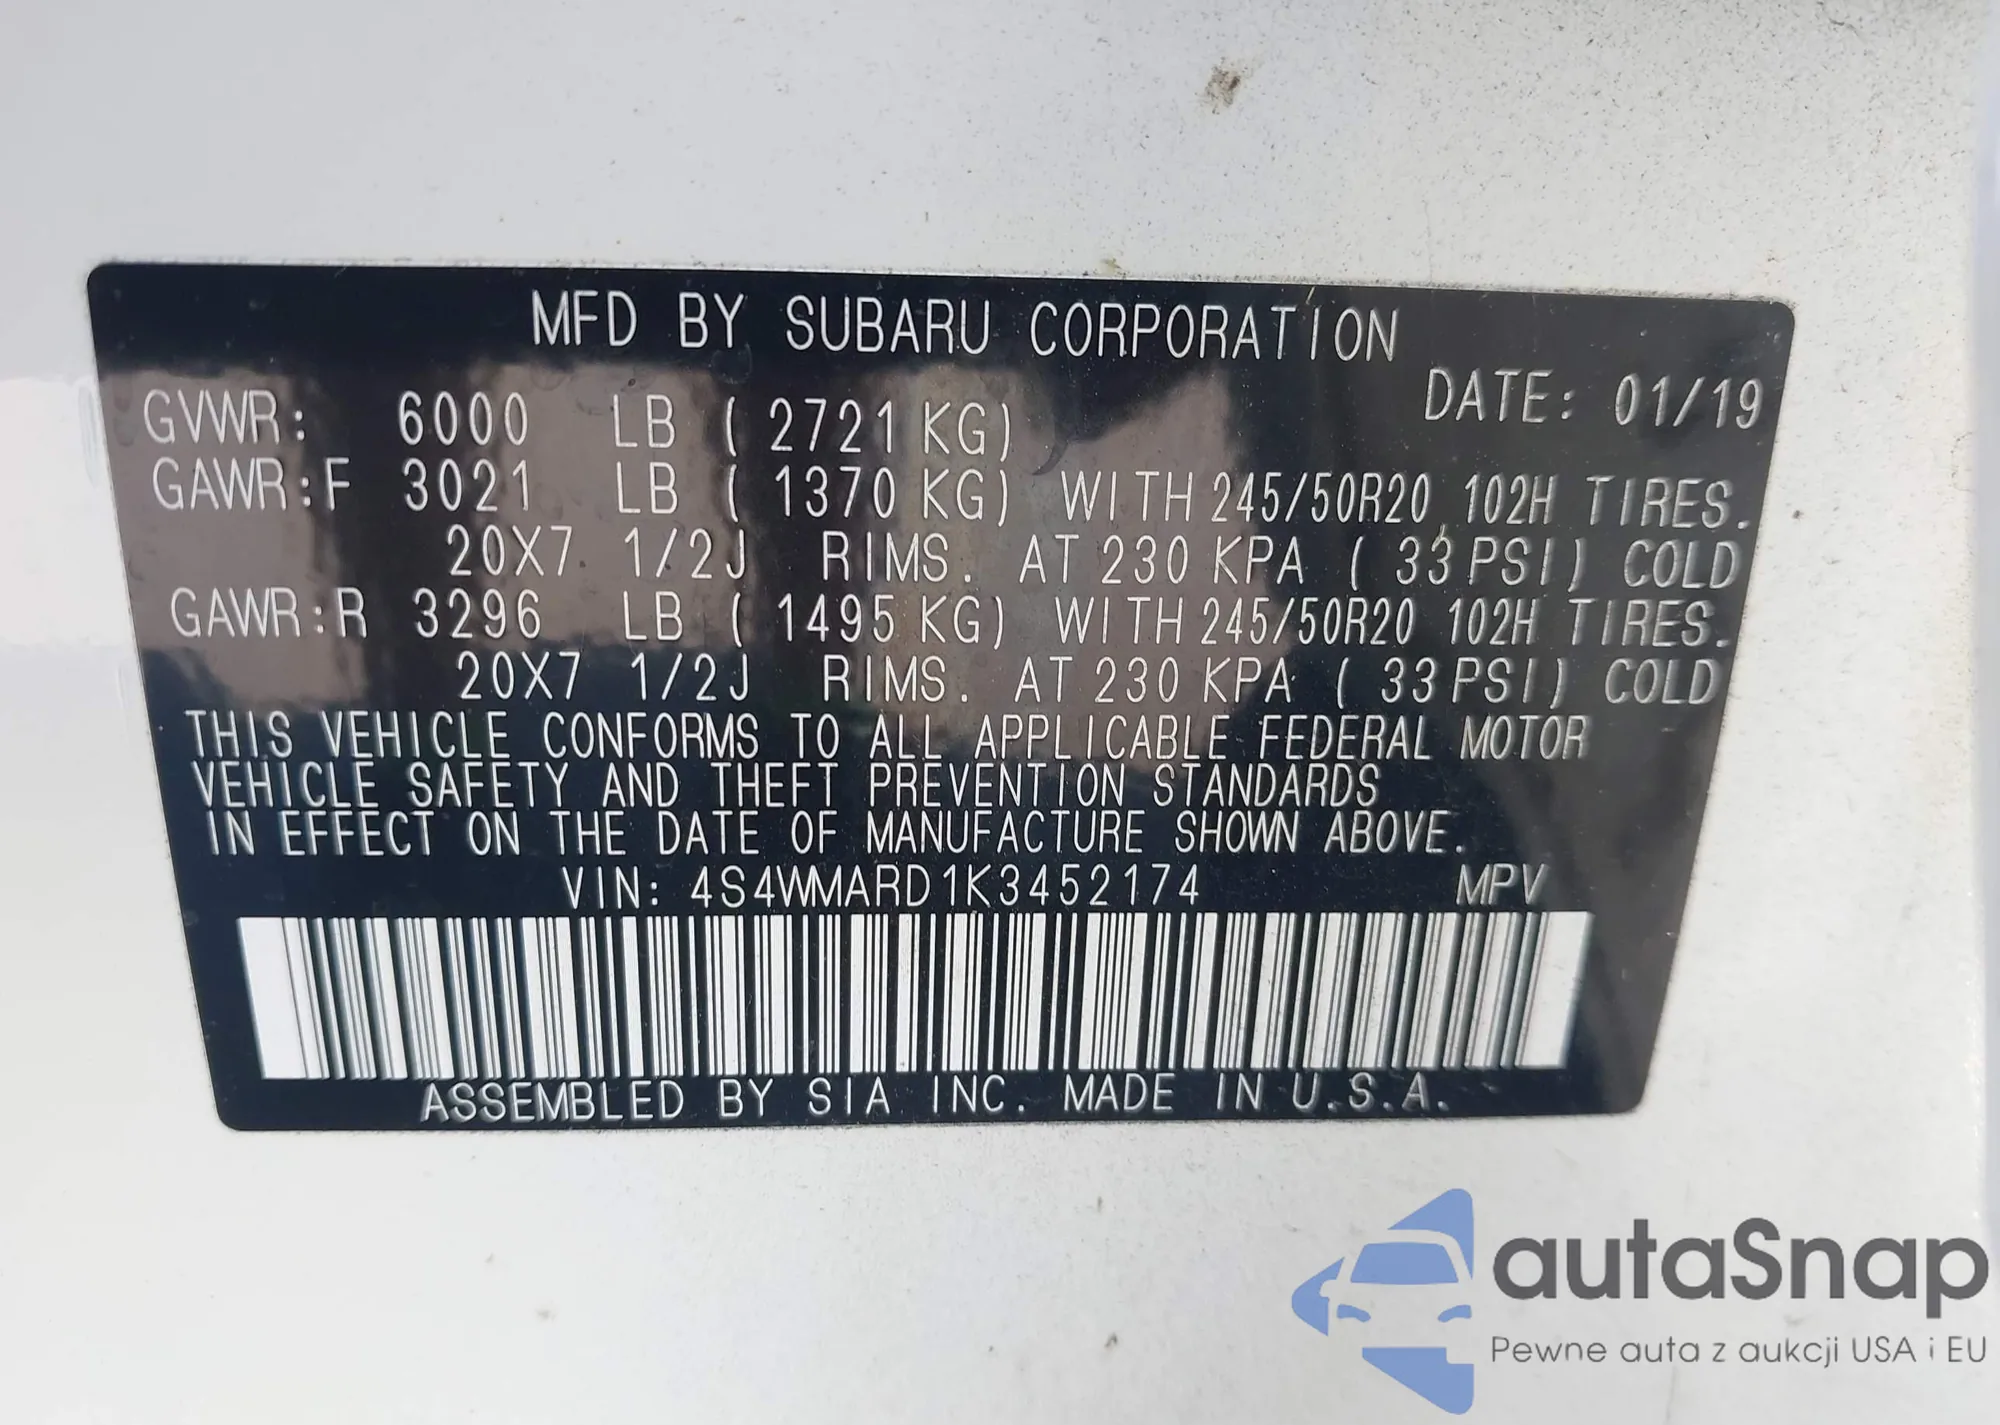 MFD BY SUBARU CORPORATION
DATE: 01/19
GVWR: 6000 LB ( 2721 KG)
GAWR:F 3021 LB ( 1370 KG) WITH 245/50R20 102H TIRES.
20X7 1/2J RIMS. AT 230 KPA ( 33 PSI) COLD
GAWR:R 3296 LB ( 1495 KG) WITH 245/50R20 102H TIRES.
20X7 1/2J RIMS. AT 230 KPA ( 33 PSI) COLD
THIS VEHICLE CONFORMS TO ALL APPLICABLE FEDERAL MOTOR
VEHICLE SAFETY AND THEFT PREVENTION STANDARDS
IN EFFECT ON THE DATE OF MANUFACTURE SHOWN ABOVE.
VIN: 4S4WMARD1K3452174 MPV
ASSEMBLED BY SIA INC. MADE IN U.S.A.
autaSnap
Pewne auta z aukcji USA i EU